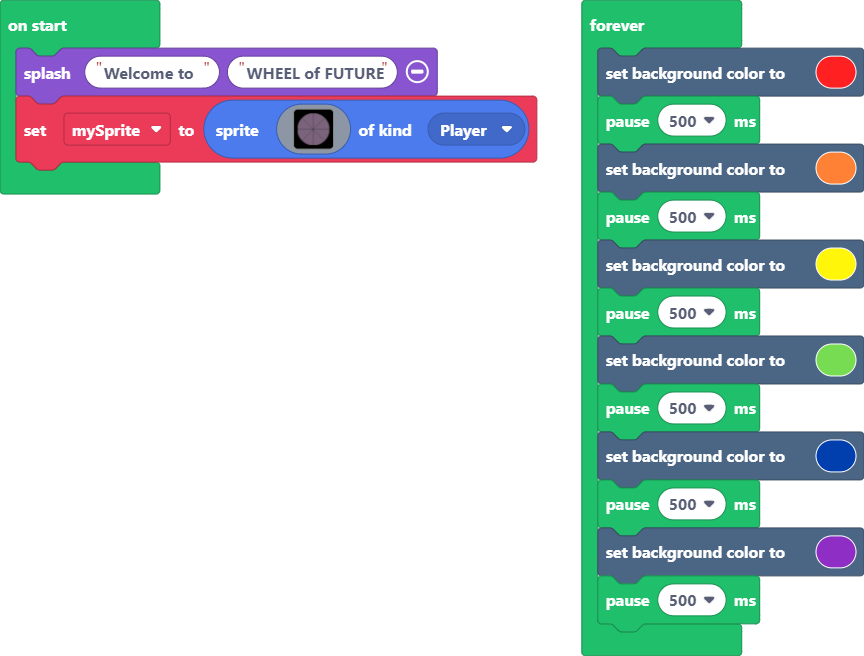 on start
splash "Welcome to " "WHEEL of FUTURE"
set mySprite to sprite of kind Player
forever
set background color to
pause 500 ms
set background color to
pause 500 ms
set background color to
pause 500 ms
set background color to
pause 500 ms
set background color to
pause 500 ms
set background color to
pause 500 ms